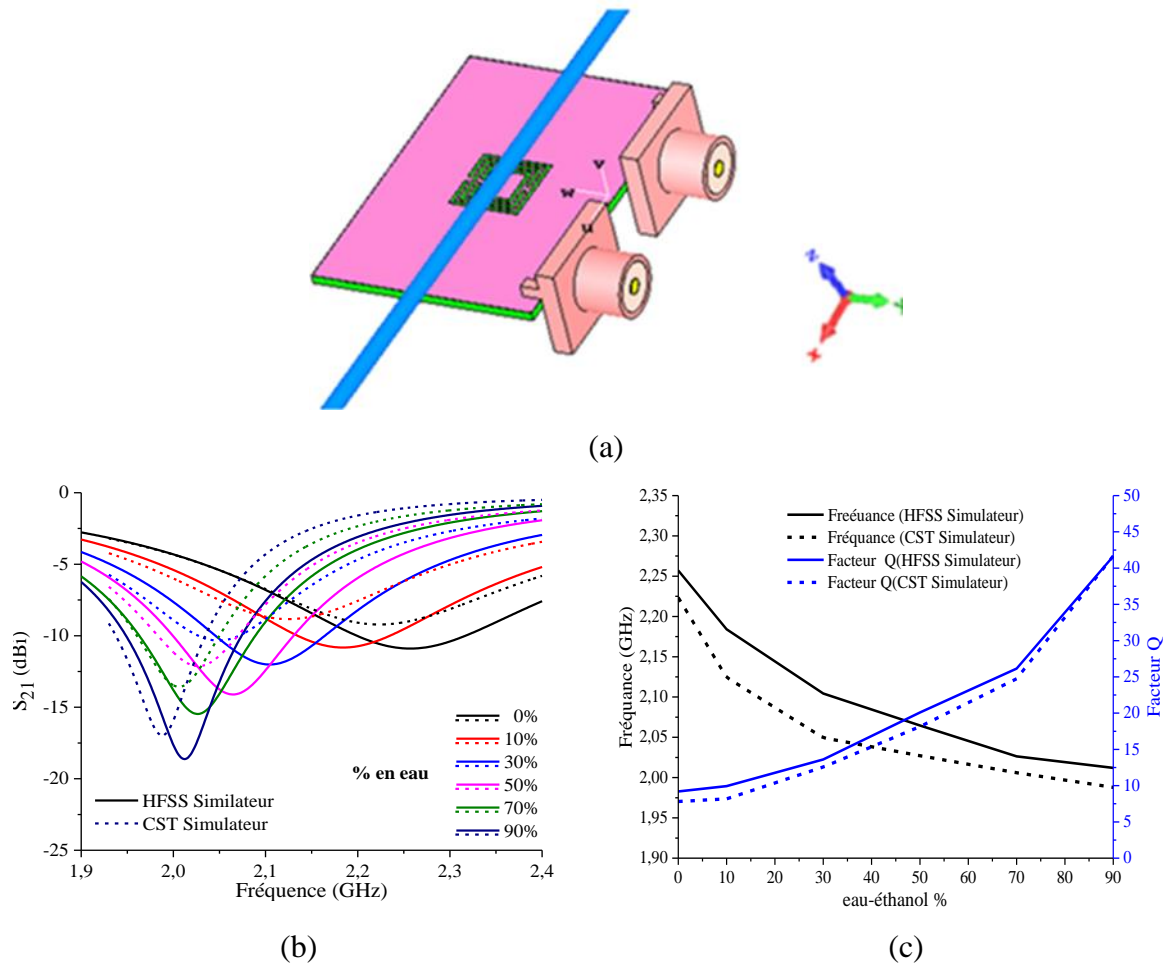 v
w
u
z
x
(a)
0
-5
-10
-15
-20
-25
S21 (dBi)
1,9
2,0
2,1
2,2
2,3
2,4
Fréquence (GHz)
% en eau
0%
10%
30%
50%
70%
90%
HFSS Similateur
CST Simulateur
(b)
2,35
2,30
2,25
2,20
2,15
2,10
2,05
2,00
1,95
1,90
Fréquance (GHz)
Freéuance (HFSS Simulateur)
Fréquance (CST Simulateur)
Facteur Q(HFSS Simulateur)
Facteur Q(CST Simulateur)
50
45
40
35
30
25
20
15
10
5
0
Facteur Q
0
10
20
30
40
50
60
70
80
90
eau-éthanol %
(c)